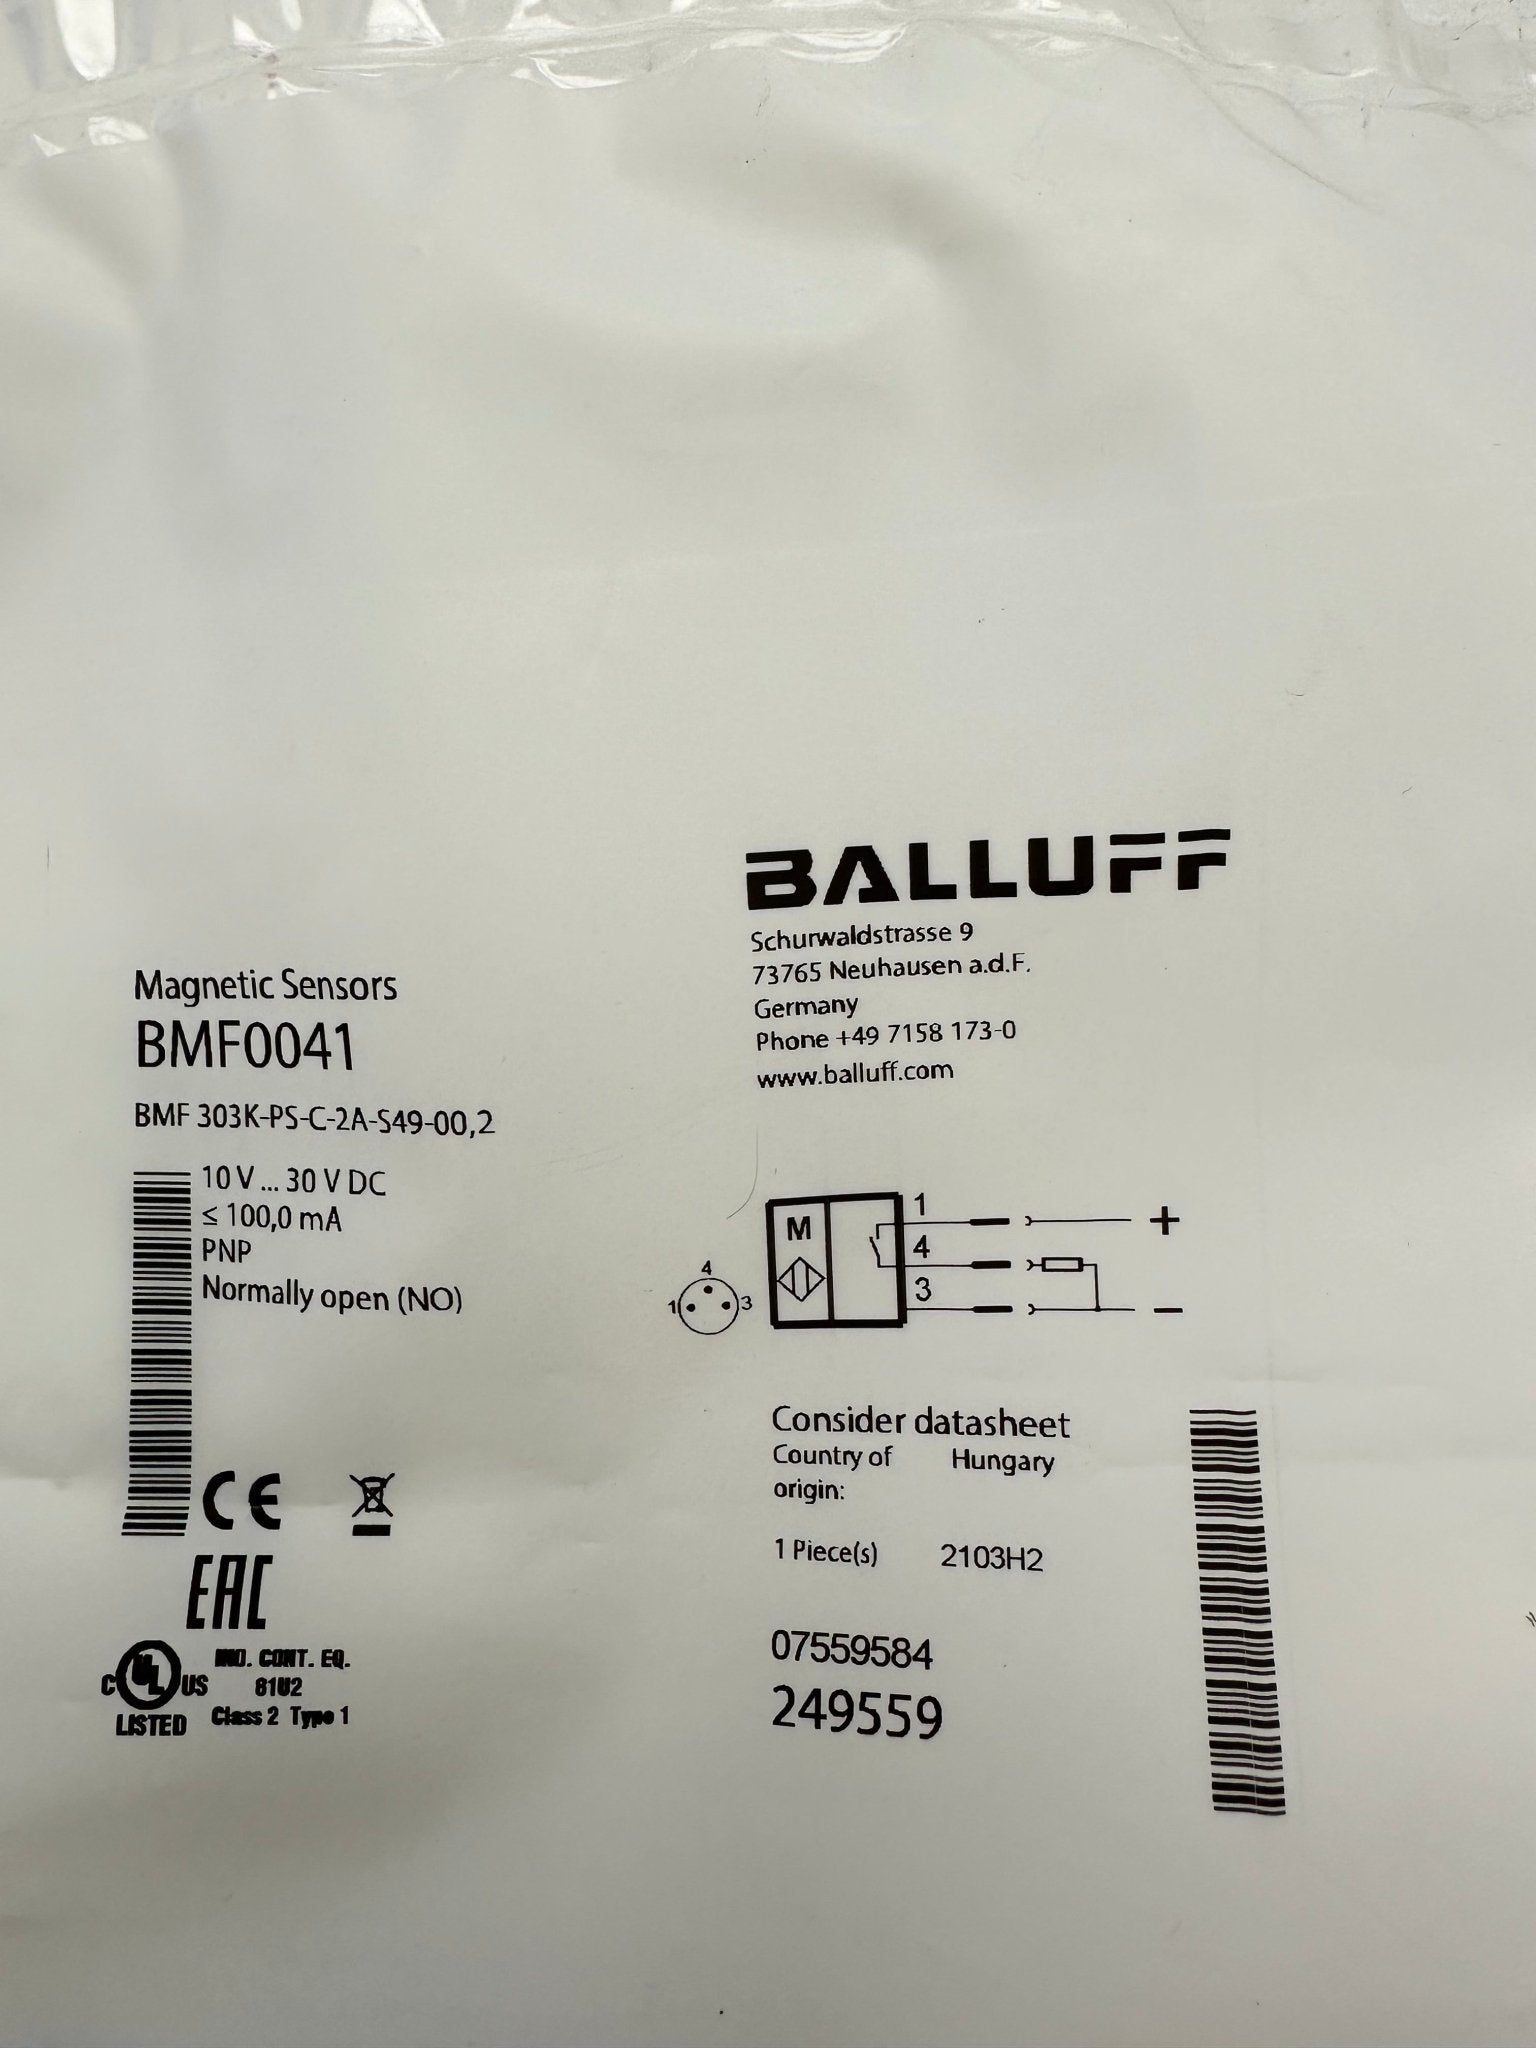 BALLUFF
Schurwaldstrasse 9
73765 Neuhausen a.d.F.
Germany
Phone +49 7158 173-0
www.balluff.com
Magnetic Sensors
BMF0041
BMF 303K-PS-C-2A-S49-00,2
10 V ... 30 V DC
≤ 100,0 mA
PNP
Normally open (NO)
4
1 3
M
1 +
4
3 −
Consider datasheet
Country of origin: Hungary
1 Piece(s) 2103H2
07559584
249559
CE
EAC
C UL US
LISTED
IND. CONT. EQ.
81U2
Class 2 Type 1